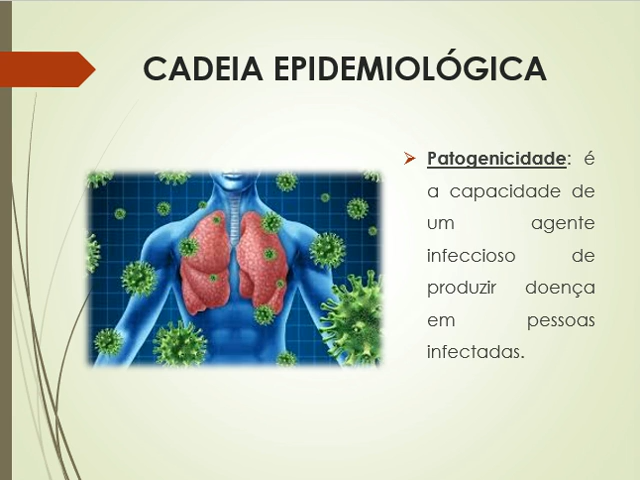 CADEIA EPIDEMIOLÓGICA
Patogenicidade: é
a capacidade de
um agente
infeccioso de
produzir doença
em pessoas
infectadas.